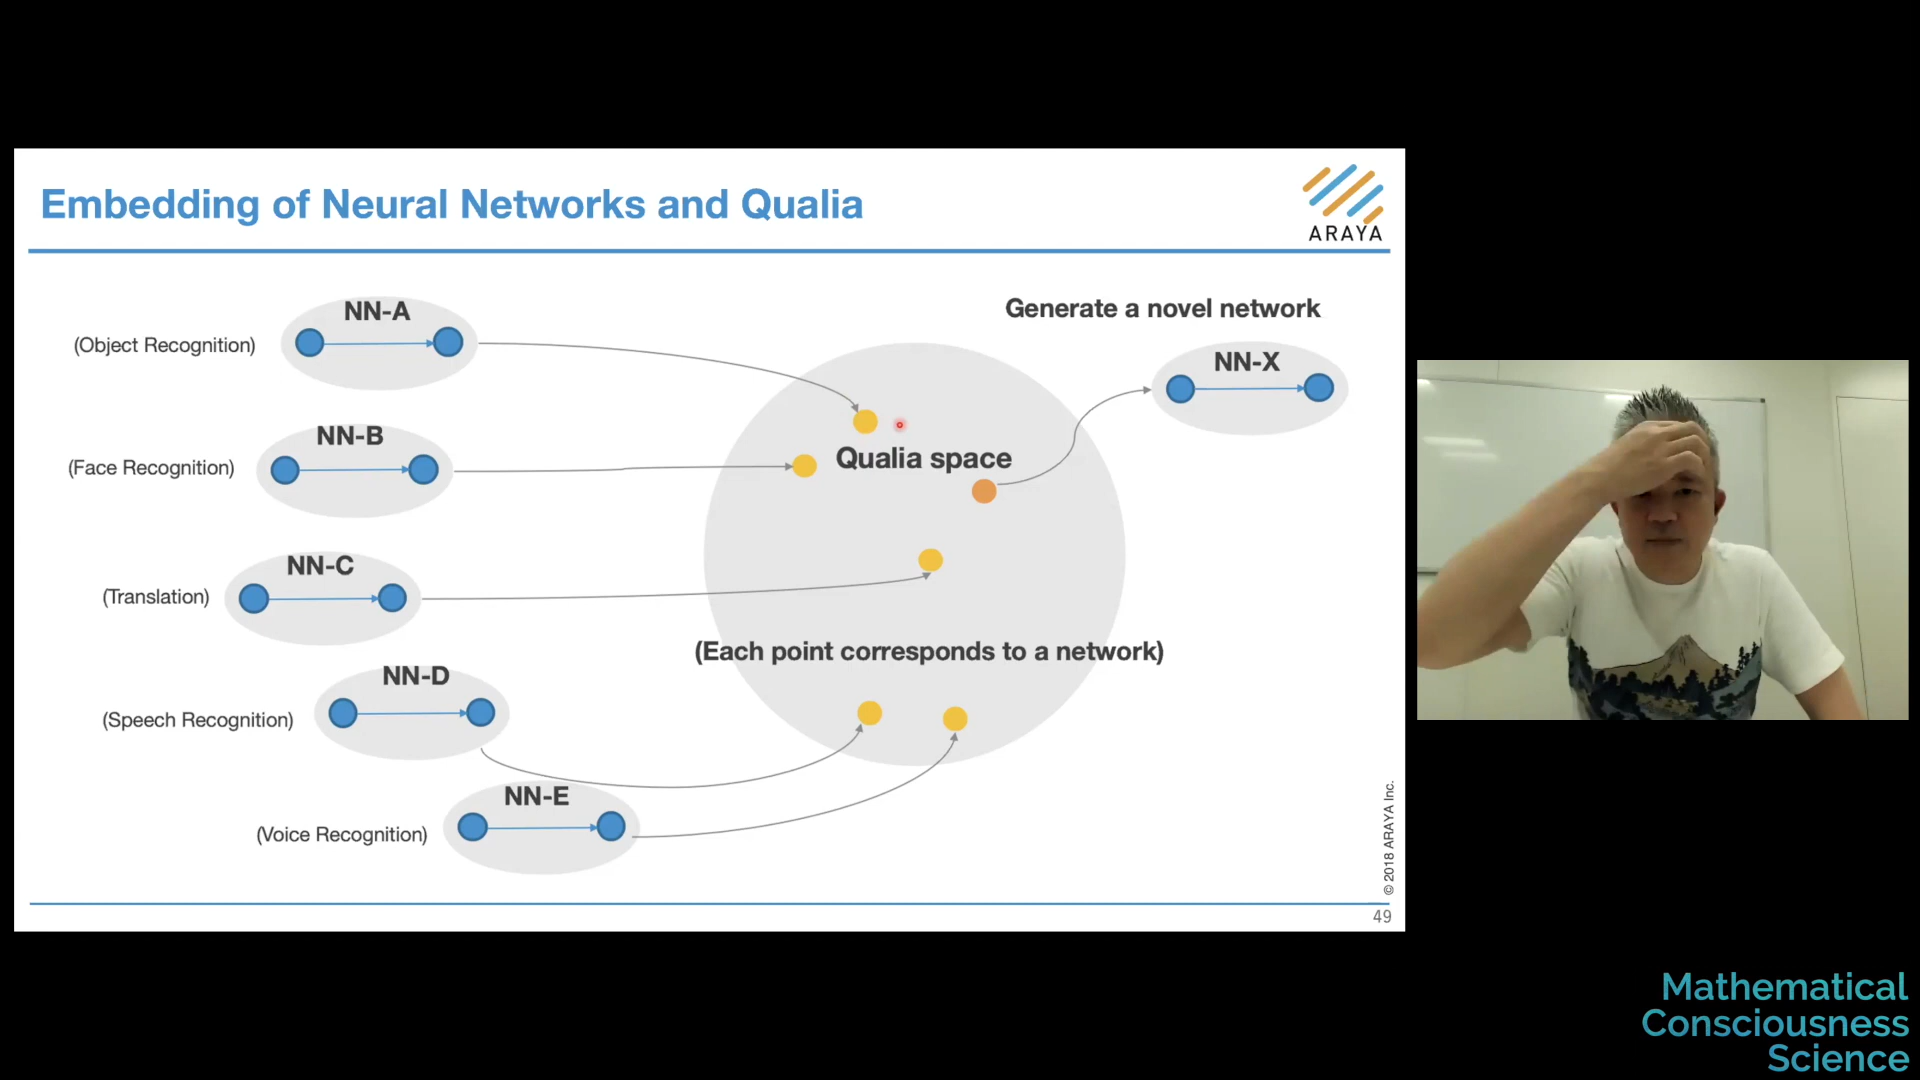 Embedding of Neural Networks and Qualia
ARAYA
NN-A
(Object Recognition)
NN-B
(Face Recognition)
NN-C
(Translation)
NN-D
(Speech Recognition)
NN-E
(Voice Recognition)
Qualia space
(Each point corresponds to a network)
Generate a novel network
NN-X
© 2018 ARAYA Inc.
49
Mathematical
Consciousness
Science